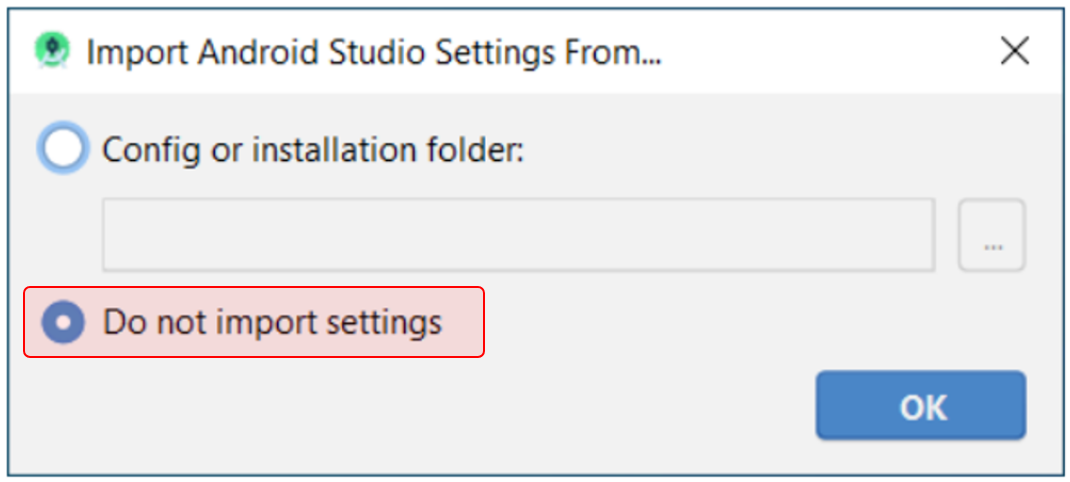 Import Android Studio Settings From...
Config or installation folder:
...
Do not import settings
OK